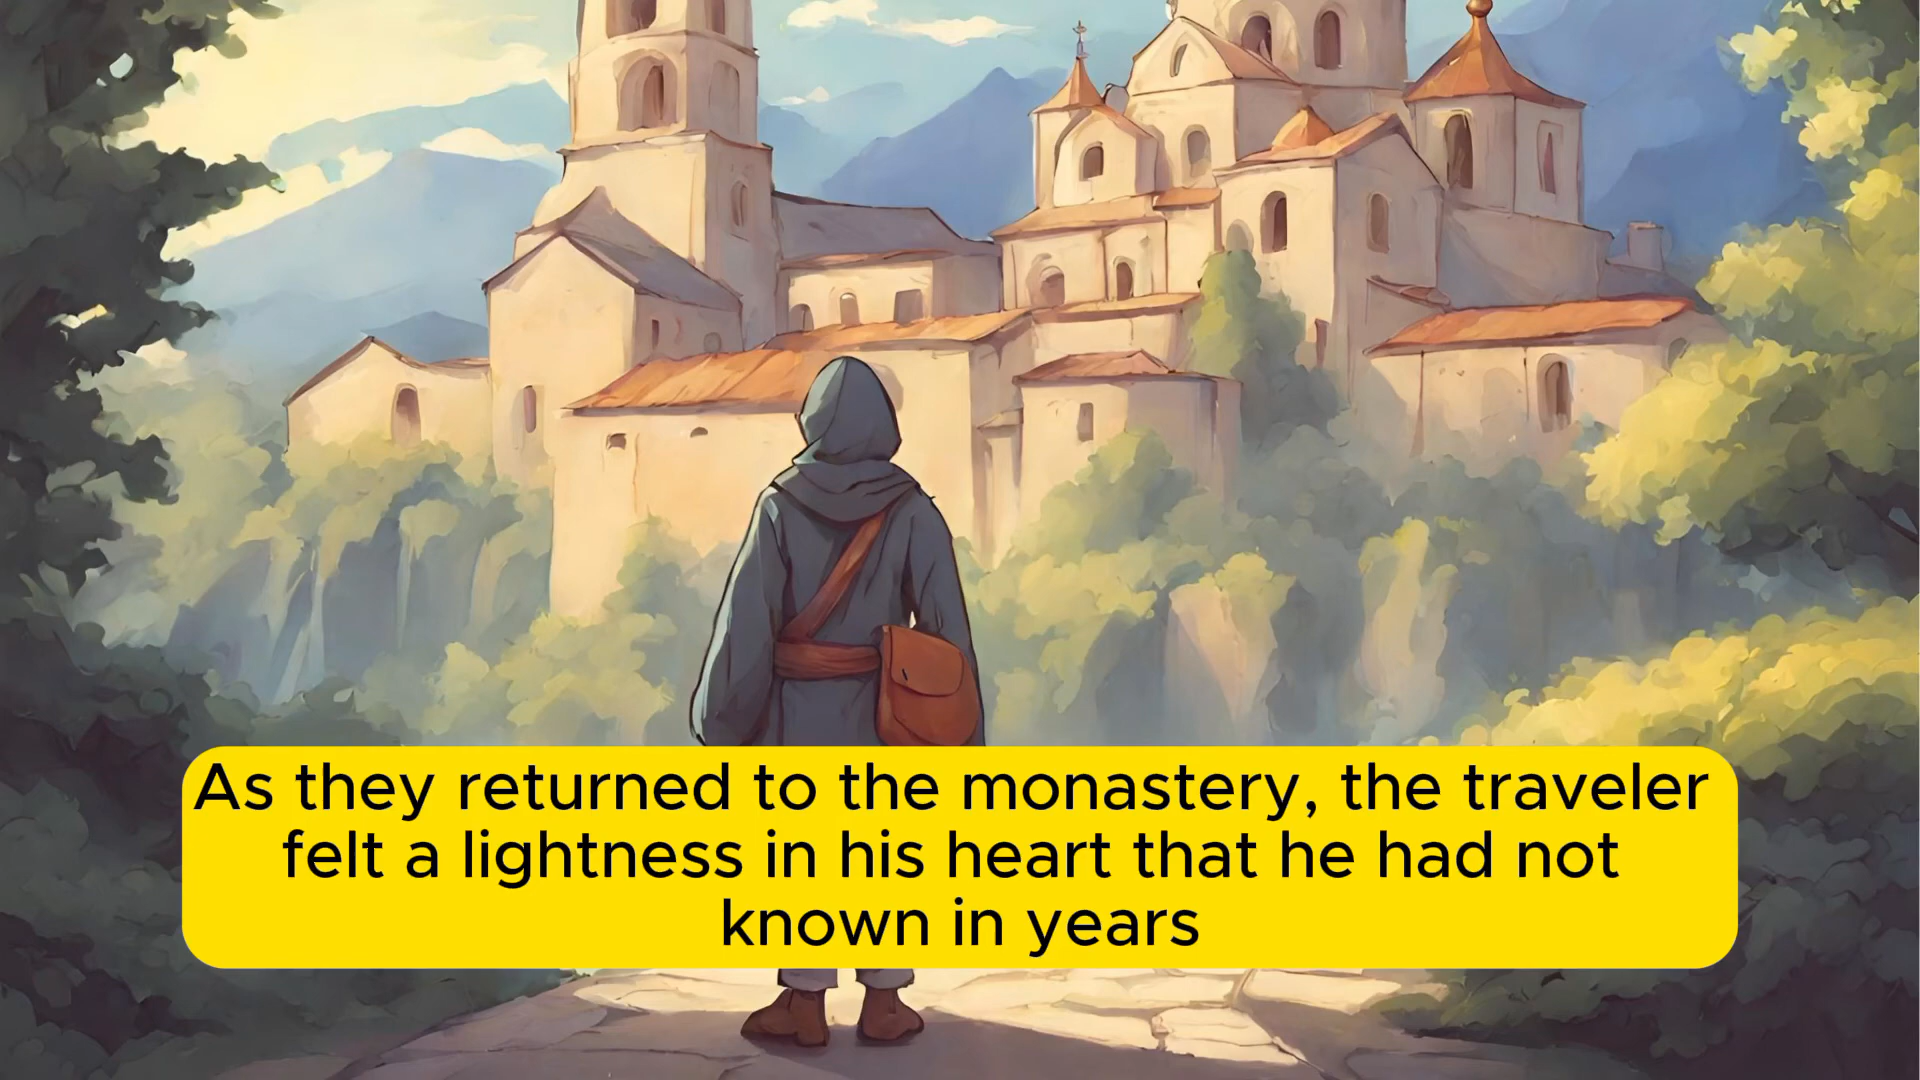 As they returned to the monastery, the traveler
felt a lightness in his heart that he had not
known in years